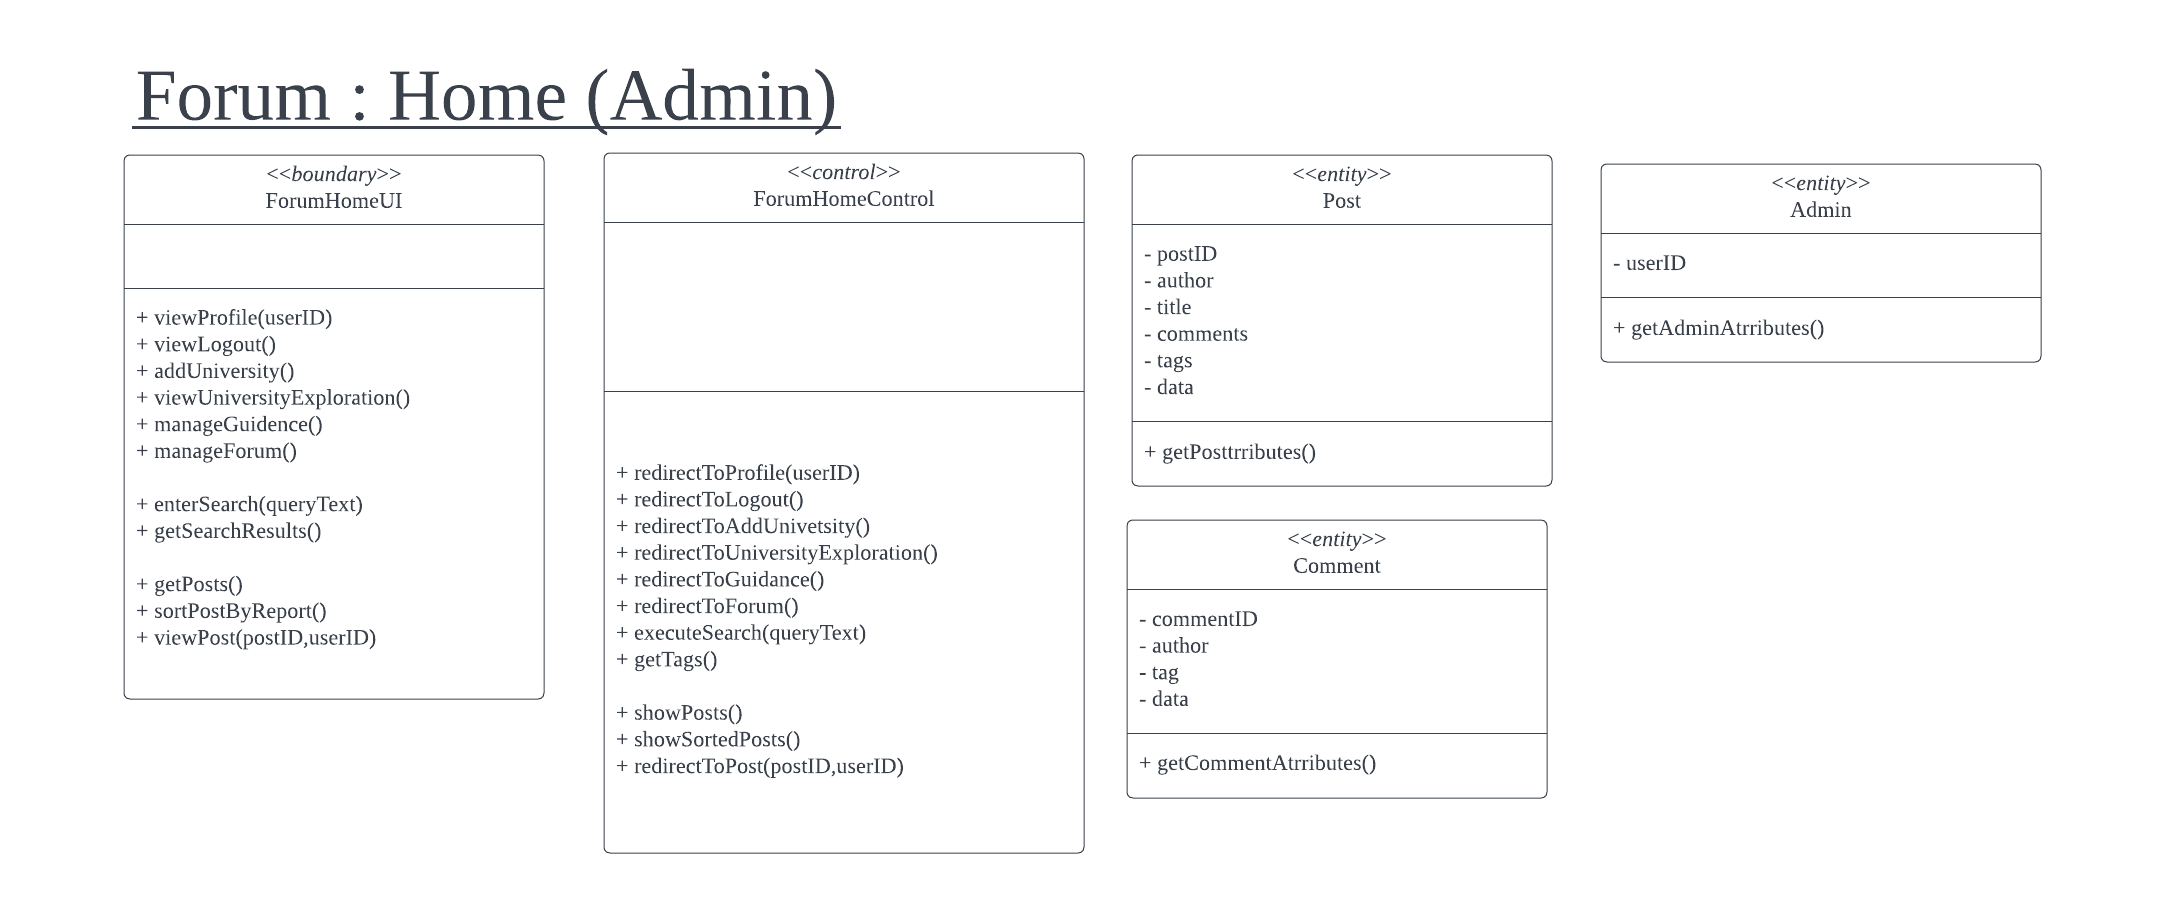 Forum : Home (Admin)
<<boundary>>
ForumHomeUI
+ viewProfile(userID)
+ viewLogout()
+ addUniversity()
+ viewUniversityExploration()
+ manageGuidence()
+ manageForum()
+ enterSearch(queryText)
+ getSearchResults()
+ getPosts()
+ sortPostByReport()
+ viewPost(postID,userID)
<<control>>
ForumHomeControl
+ redirectToProfile(userID)
+ redirectToLogout()
+ redirectToAddUnivetsity()
+ redirectToUniversityExploration()
+ redirectToGuidance()
+ redirectToForum()
+ executeSearch(queryText)
+ getTags()
+ showPosts()
+ showSortedPosts()
+ redirectToPost(postID,userID)
<<entity>>
Post
- postID
- author
- title
- comments
- tags
- data
+ getPosttrributes()
<<entity>>
Comment
- commentID
- author
- tag
- data
+ getCommentAtrributes()
<<entity>>
Admin
- userID
+ getAdminAtrributes()